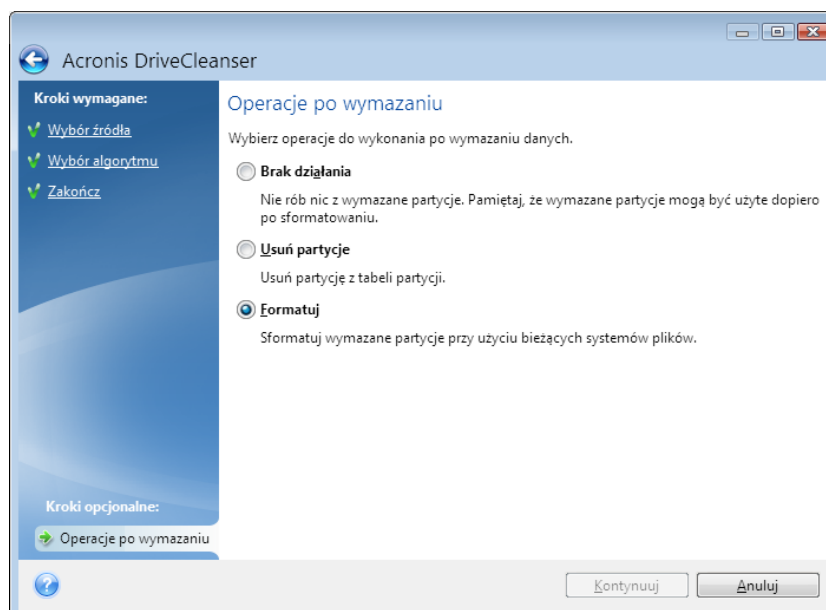 Acronis DriveCleanser
Kroki wymagane:
Wybór źródła
Wybór algorytmu
Zakończ
Operacje po wymazaniu
Wybierz operacje do wykonania po wymazaniu danych.
Brak działania
Nie rób nic z wymazane partycje. Pamiętaj, że wymazane partycje mogą być użyte dopiero
po sformatowaniu.
Usuń partycje
Usuń partycję z tabeli partycji.
Formatuj
Sformatuj wymazane partycje przy użyciu bieżących systemów plików.
Kroki opcjonalne:
Operacje po wymazaniu
Kontynuuj
Anuluj